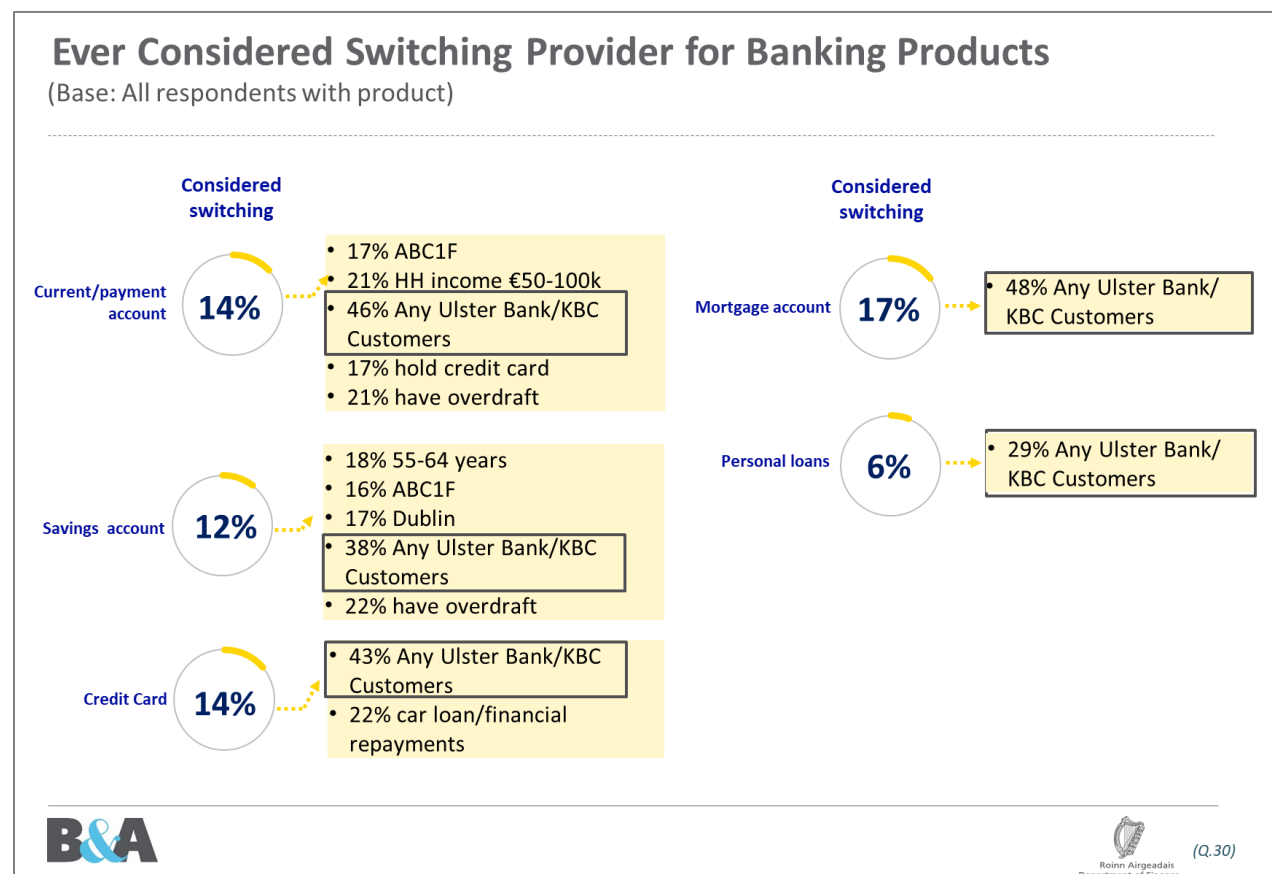 Ever Considered Switching Provider for Banking Products
(Base: All respondents with product)
Considered
switching
Current/payment
account
14%
• 17% ABC1F
• 21% HH income €50-100k
• 46% Any Ulster Bank/KBC
Customers
• 17% hold credit card
• 21% have overdraft
Savings account
12%
• 18% 55-64 years
• 16% ABC1F
• 17% Dublin
• 38% Any Ulster Bank/KBC
Customers
• 22% have overdraft
Credit Card
14%
• 43% Any Ulster Bank/KBC
Customers
• 22% car loan/financial
repayments
Considered
switching
Mortgage account
17%
• 48% Any Ulster Bank/
KBC Customers
Personal loans
6%
• 29% Any Ulster Bank/
KBC Customers
B&A
Roinn Airgeadais
Department of Finance
(Q.30)